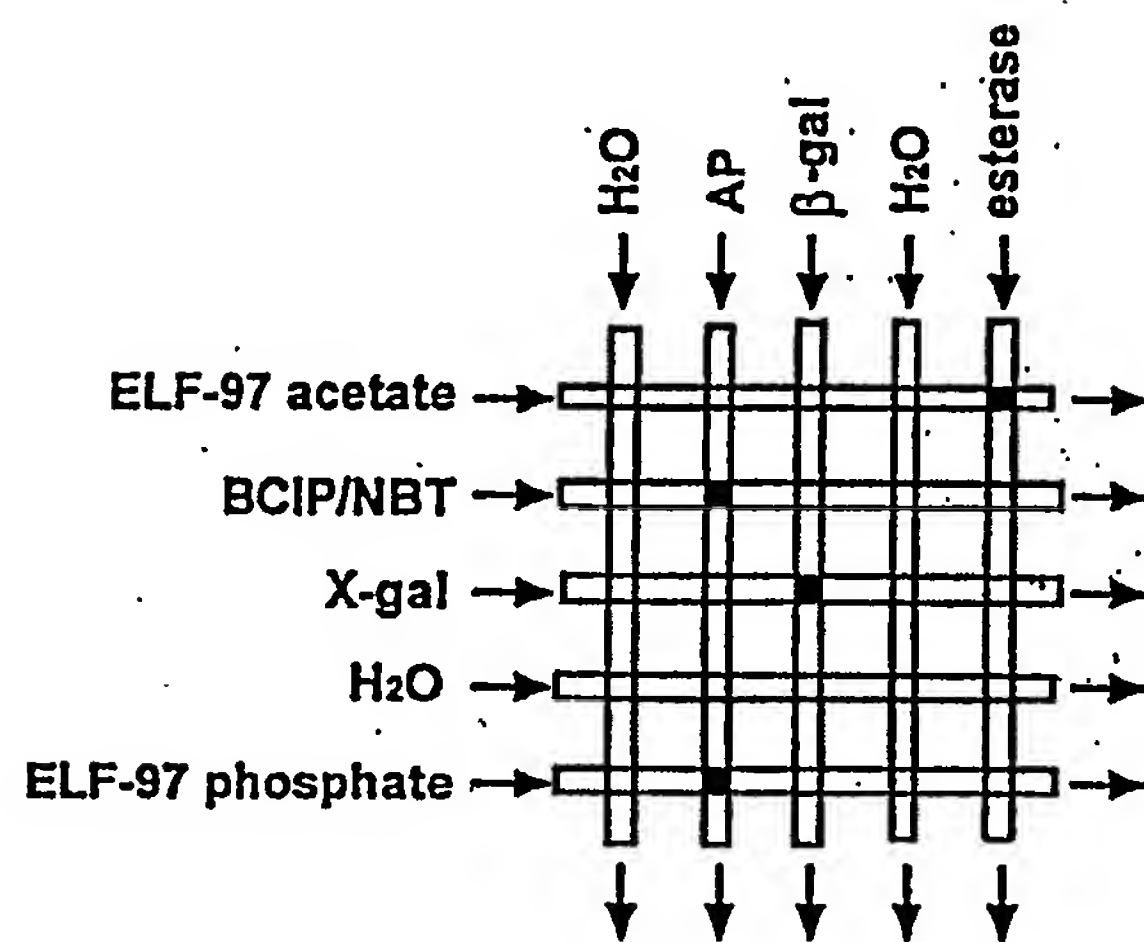 H₂O
AP
β-gal
H₂O
esterase
ELF-97 acetate
BCIP/NBT
X-gal
H₂O
ELF-97 phosphate